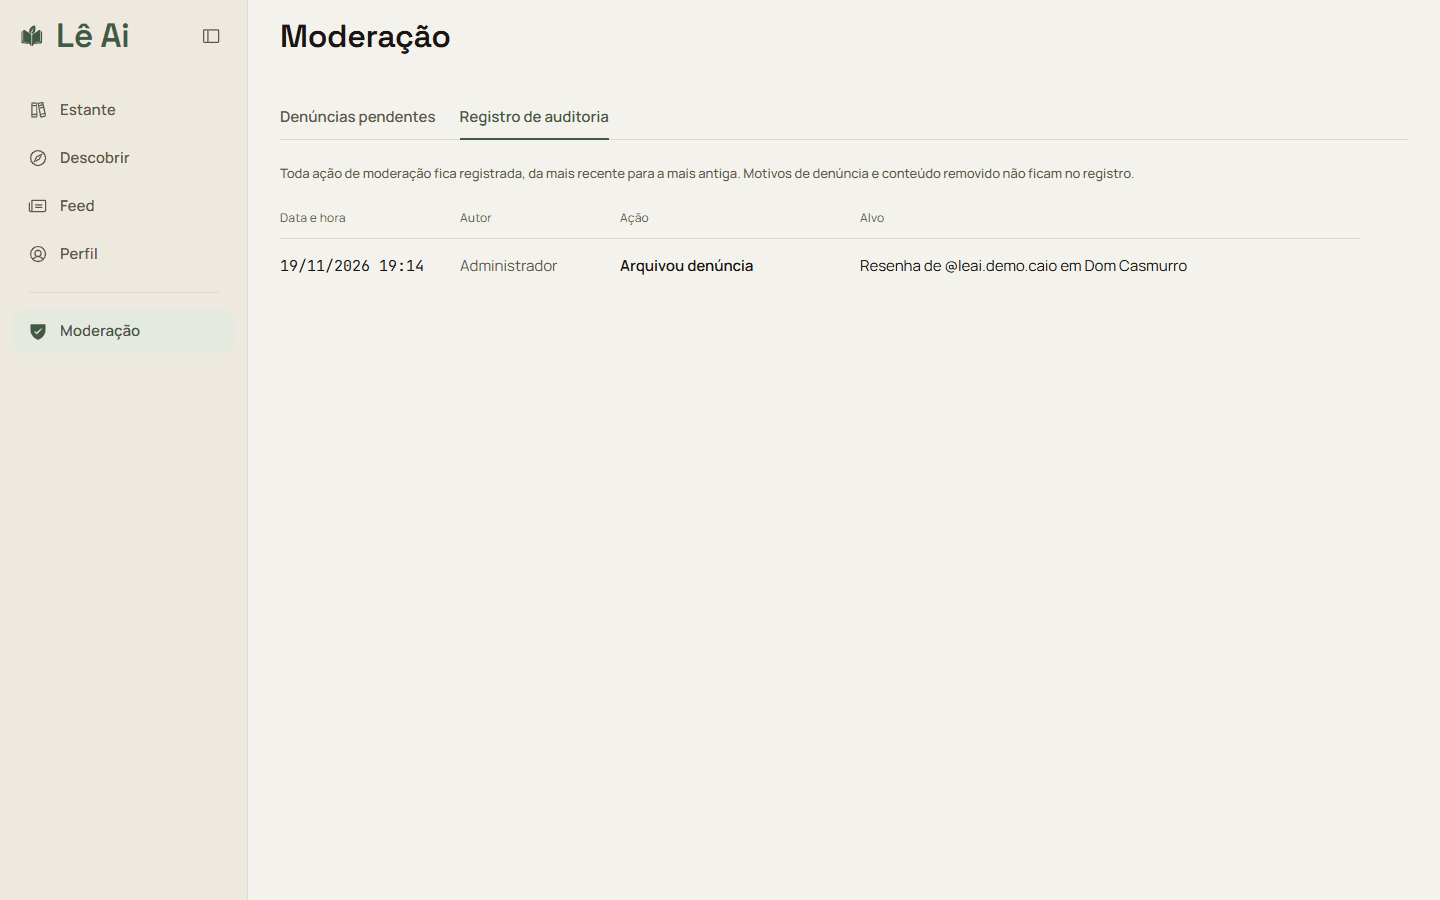 Lê Ai
Estante
Descobrir
Feed
Perfil
Moderação
Moderação
Denúncias pendentes
Registro de auditoria
Toda ação de moderação fica registrada, da mais recente para a mais antiga. Motivos de denúncia e conteúdo removido não ficam no registro.
Data e hora Autor Ação Alvo
19/11/2026 19:14 Administrador Arquivou denúncia Resenha de @leai.demo.caio em Dom Casmurro